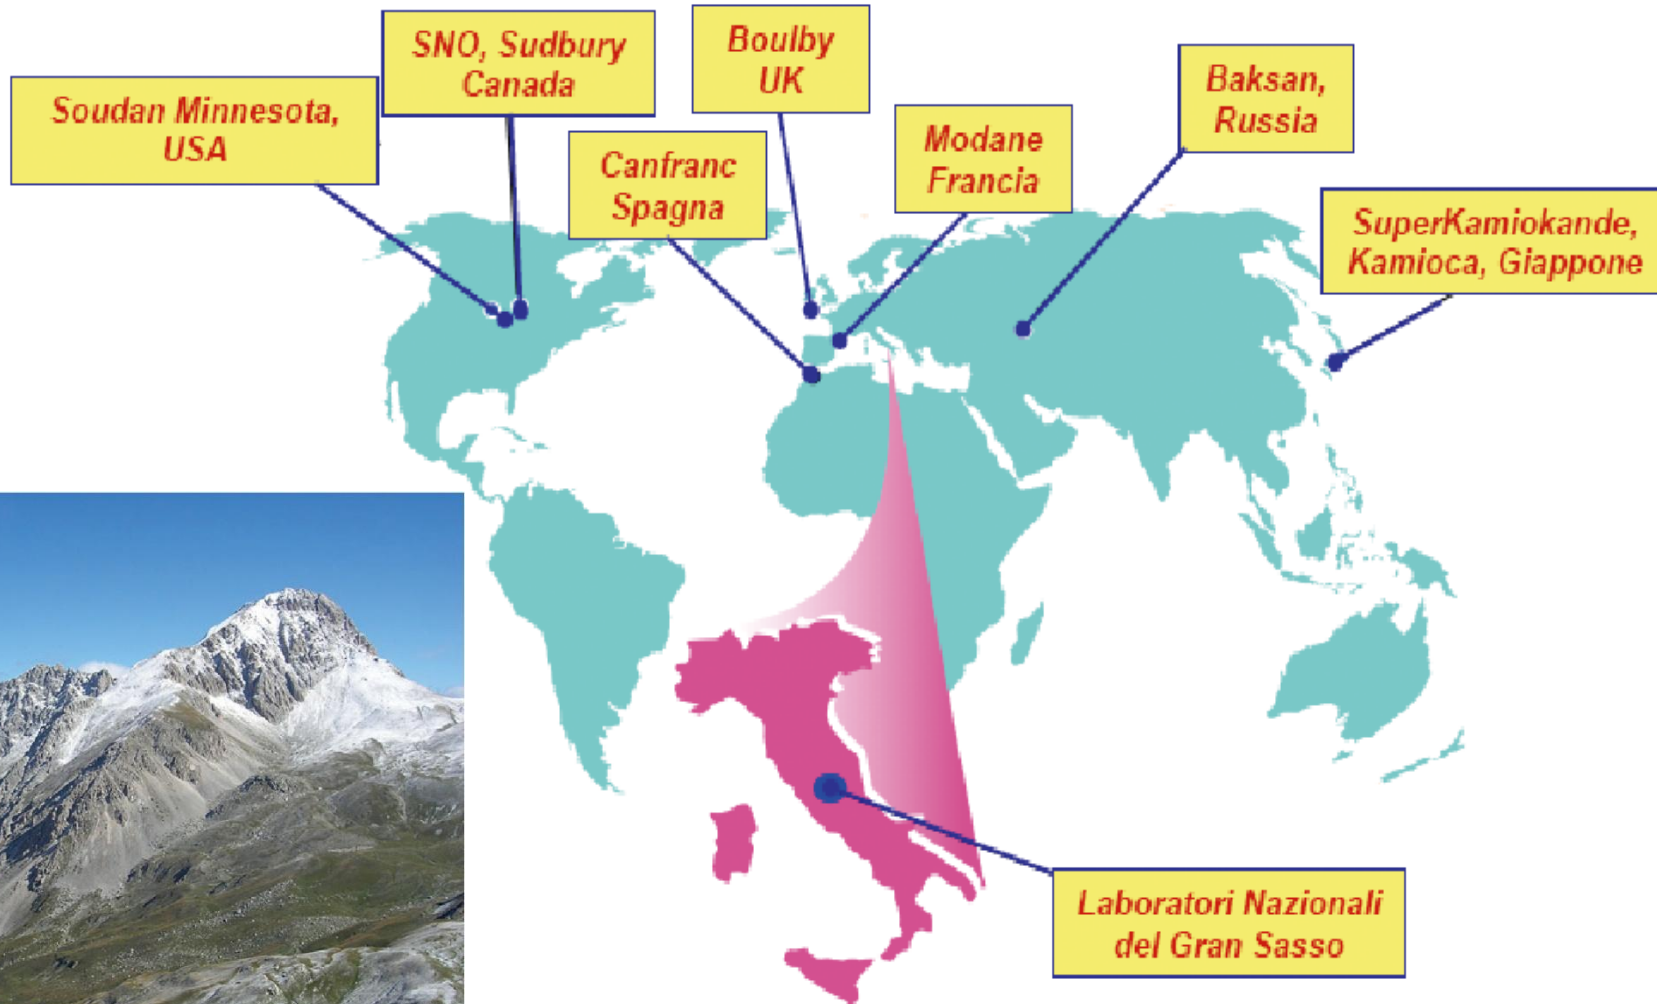 SNO, Sudbury
Canada
Boulby
UK
Baksan,
Russia
Soudan Minnesota,
USA
Canfranc
Spagna
Modane
Francia
SuperKamiokande,
Kamioca, Giappone
Laboratori Nazionali
del Gran Sasso